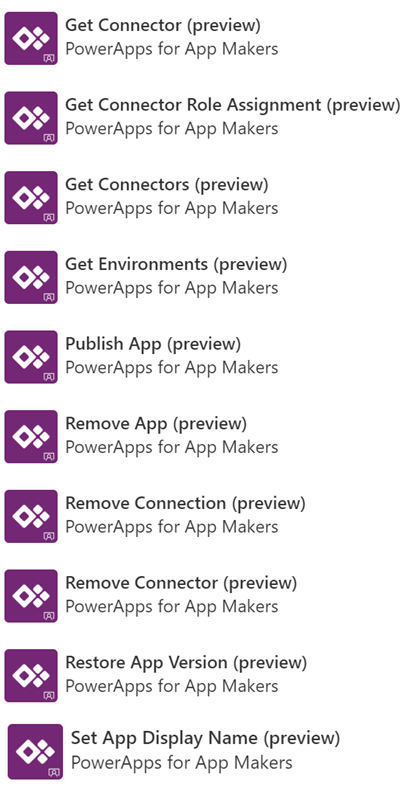 Get Connector (preview)
PowerApps for App Makers
Get Connector Role Assignment (preview)
PowerApps for App Makers
Get Connectors (preview)
PowerApps for App Makers
Get Environments (preview)
PowerApps for App Makers
Publish App (preview)
PowerApps for App Makers
Remove App (preview)
PowerApps for App Makers
Remove Connection (preview)
PowerApps for App Makers
Remove Connector (preview)
PowerApps for App Makers
Restore App Version (preview)
PowerApps for App Makers
Set App Display Name (preview)
PowerApps for App Makers